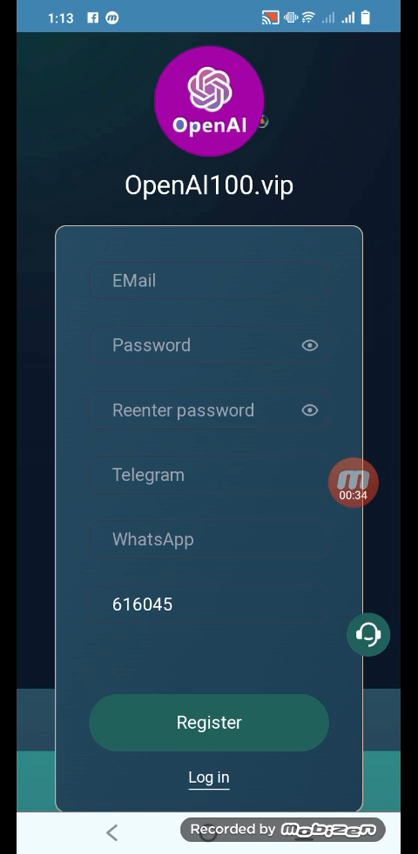 1:13
OpenAI
OpenAI100.vip
EMail
Password
Reenter password
Telegram
00:34
WhatsApp
616045
Register
Log in
Recorded by mobizen